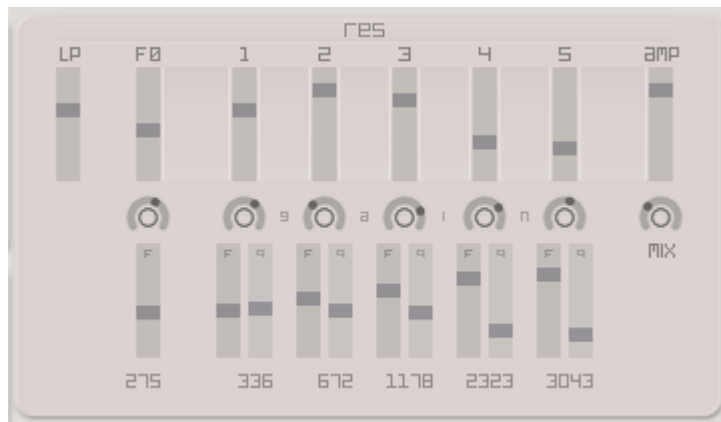 res
LP F0 1 2 3 4 5 amp
g a i n
F F q F q F q F q F q MIX
275 336 672 1178 2323 3043